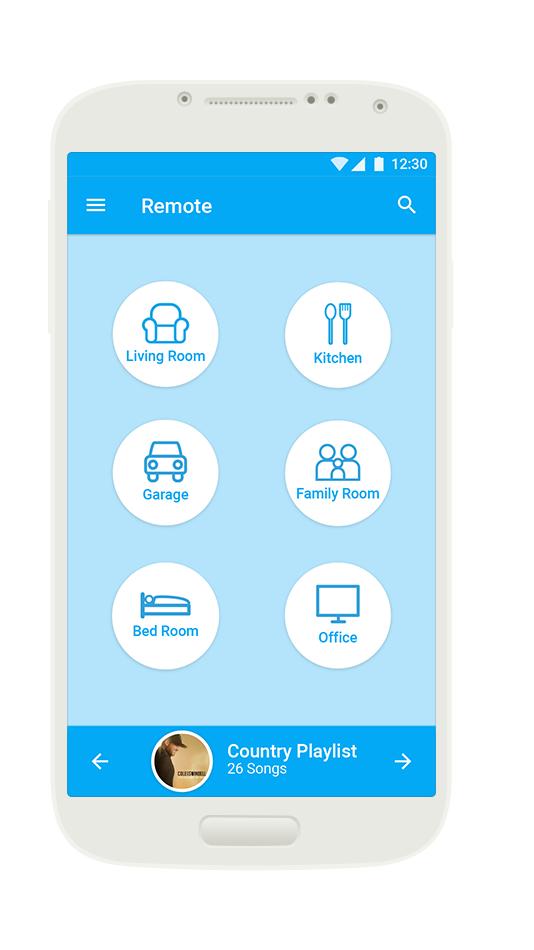 12:30
Remote
Living Room
Kitchen
Garage
Family Room
Bed Room
Office
Country Playlist
26 Songs
COLE SWINDELL